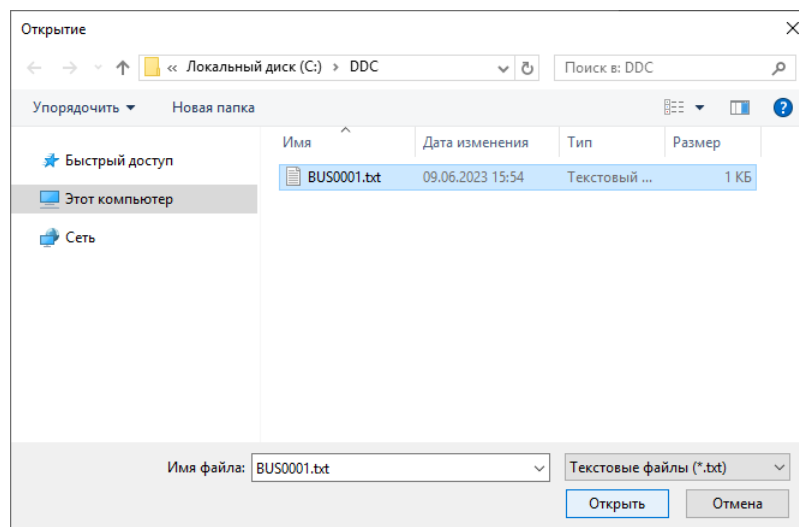 Открытие
« Локальный диск (C:) › DDC
Поиск в: DDC
Упорядочить
Новая папка
Имя
Дата изменения
Тип
Размер
Быстрый доступ
Этот компьютер
Сеть
BUS0001.txt
09.06.2023 15:54
Текстовый ...
1 КБ
Имя файла:
BUS0001.txt
Текстовые файлы (*.txt)
Открыть
Отмена